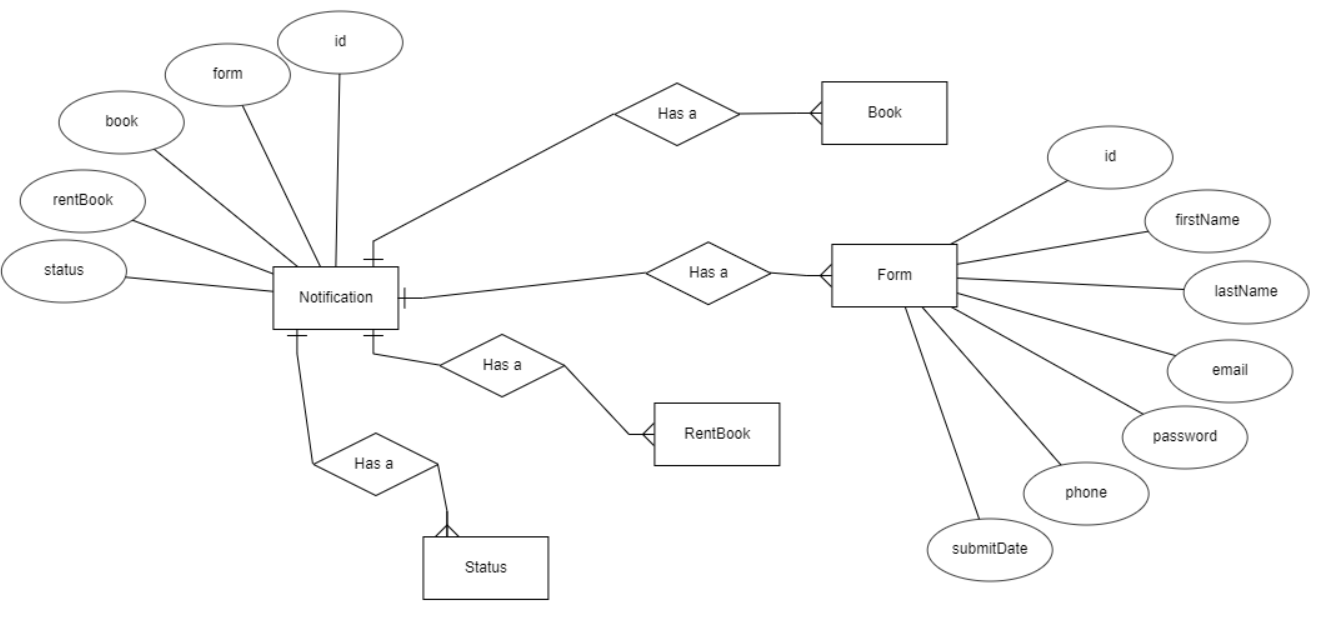 id
form
book
rentBook
status
Notification
Has a
Book
Has a
Form
id
firstName
lastName
email
password
phone
submitDate
Has a
RentBook
Has a
Status